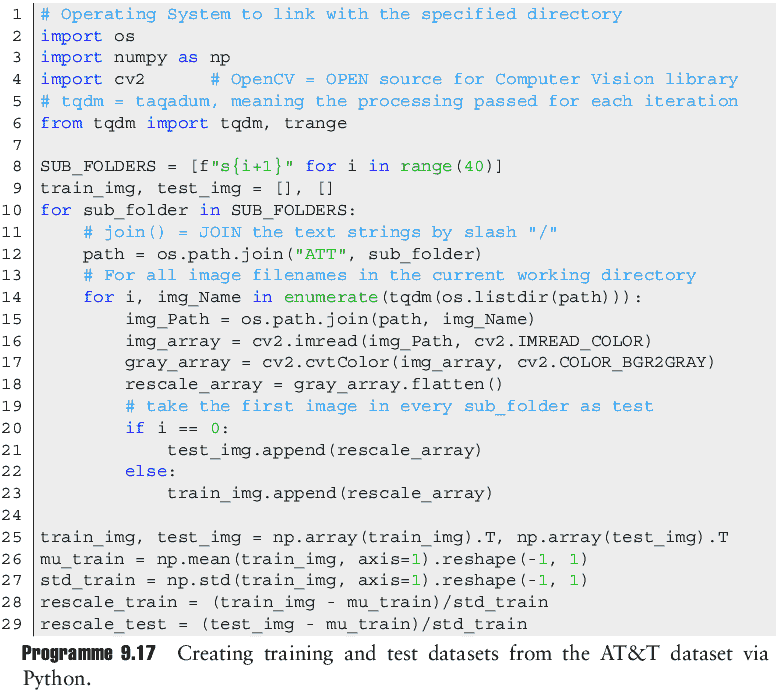 1 # Operating System to link with the specified directory
2 import os
3 import numpy as np
4 import cv2      # OpenCV = OPEN source for Computer Vision library
5 # tqdm = taqadum, meaning the processing passed for each iteration
6 from tqdm import tqdm, trange
7
8 SUB_FOLDERS = [f"s{i+1}" for i in range(40)]
9 train_img, test_img = [], []
10 for sub_folder in SUB_FOLDERS:
11     # join() = JOIN the text strings by slash "/"
12     path = os.path.join("ATT", sub_folder)
13     # For all image filenames in the current working directory
14     for i, img_Name in enumerate(tqdm(os.listdir(path))):
15         img_Path = os.path.join(path, img_Name)
16         img_array = cv2.imread(img_Path, cv2.IMREAD_COLOR)
17         gray_array = cv2.cvtColor(img_array, cv2.COLOR_BGR2GRAY)
18         rescale_array = gray_array.flatten()
19         # take the first image in every sub_folder as test
20         if i == 0:
21             test_img.append(rescale_array)
22         else:
23             train_img.append(rescale_array)
24
25 train_img, test_img = np.array(train_img).T, np.array(test_img).T
26 mu_train = np.mean(train_img, axis=1).reshape(-1, 1)
27 std_train = np.std(train_img, axis=1).reshape(-1, 1)
28 rescale_train = (train_img - mu_train)/std_train
29 rescale_test = (test_img - mu_train)/std_train
Programme 9.17 Creating training and test datasets from the AT&T dataset via
Python.